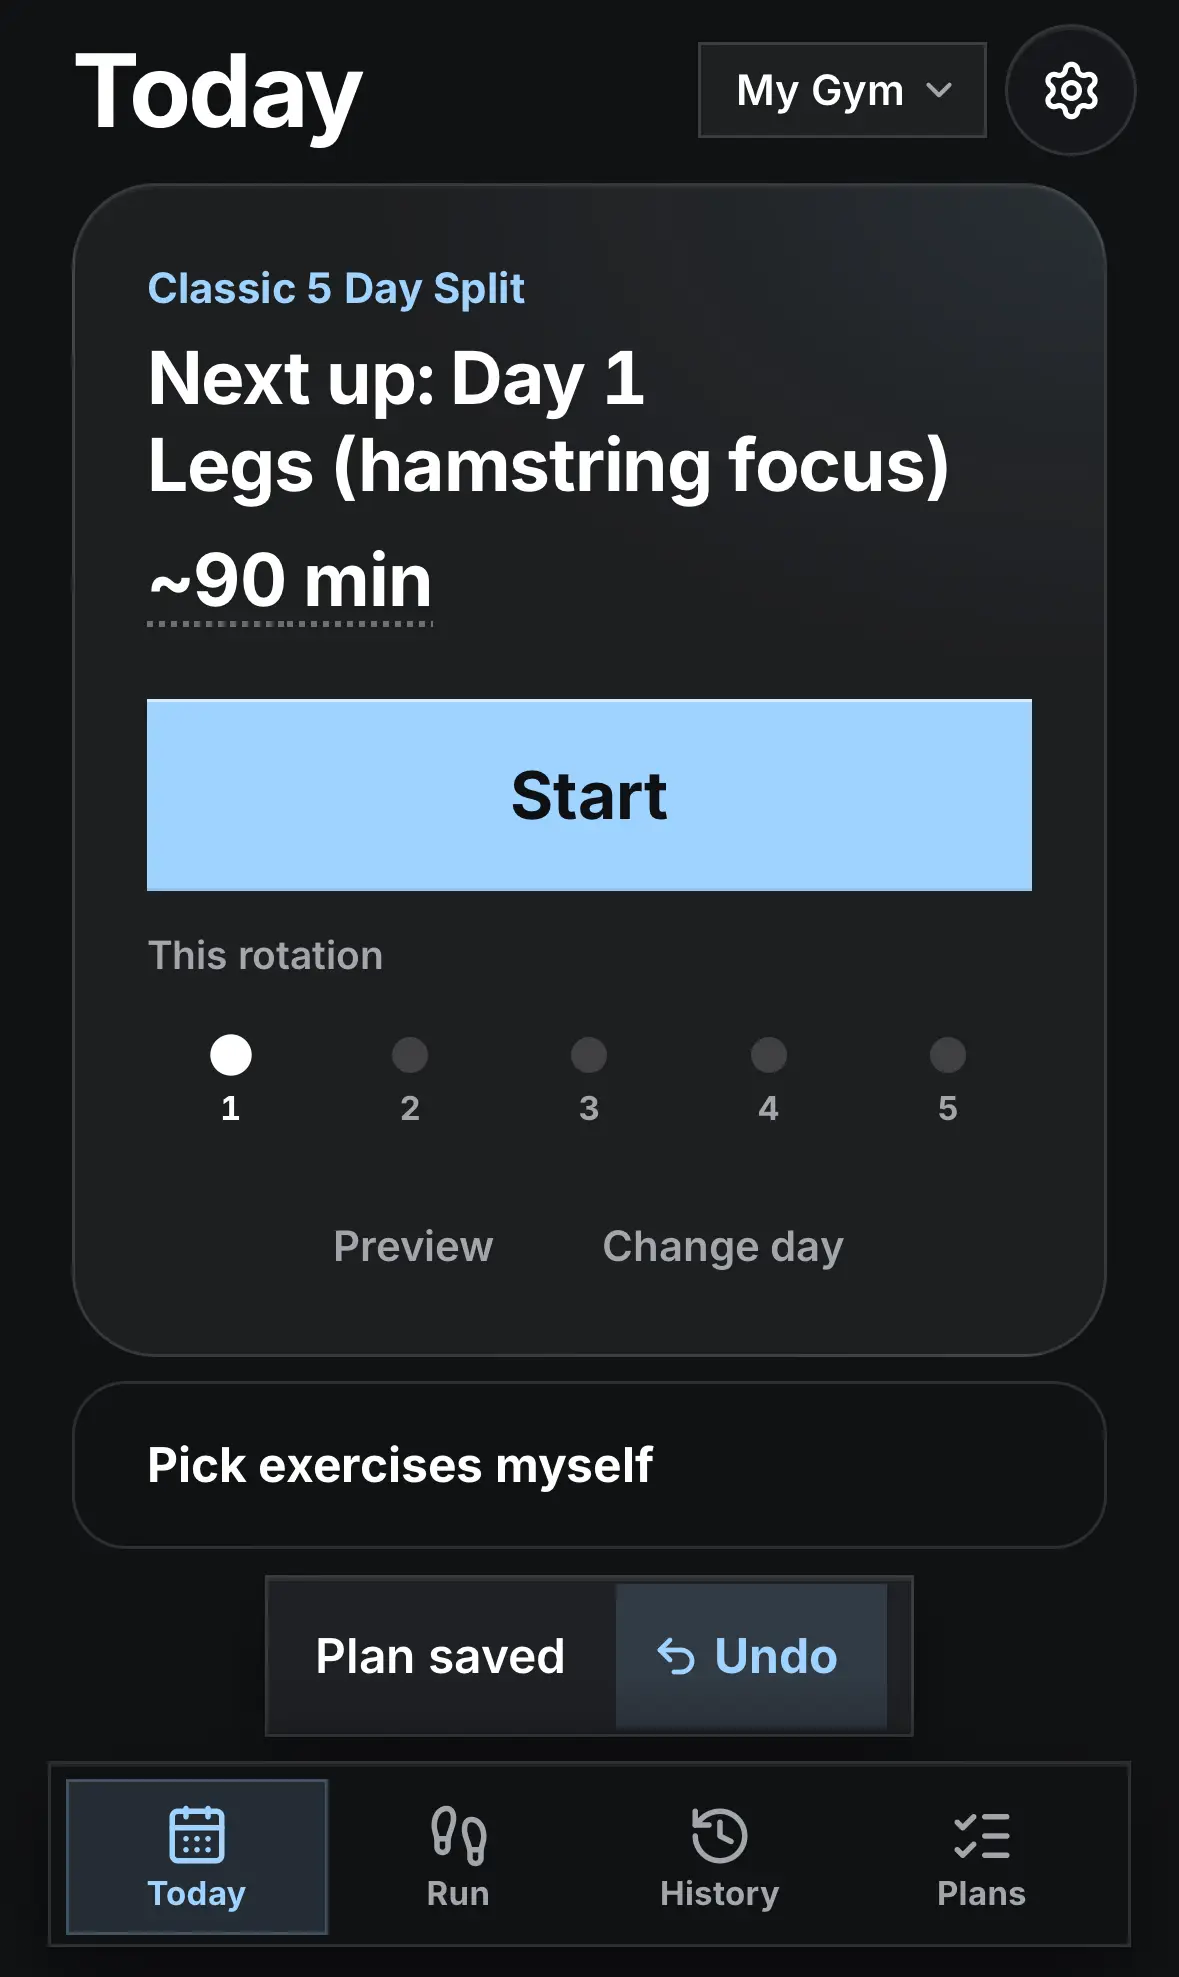 Today
My Gym
Classic 5 Day Split
Next up: Day 1
Legs (hamstring focus)
~90 min
Start
This rotation
1 2 3 4 5
Preview Change day
Pick exercises myself
Plan saved Undo
Today Run History Plans